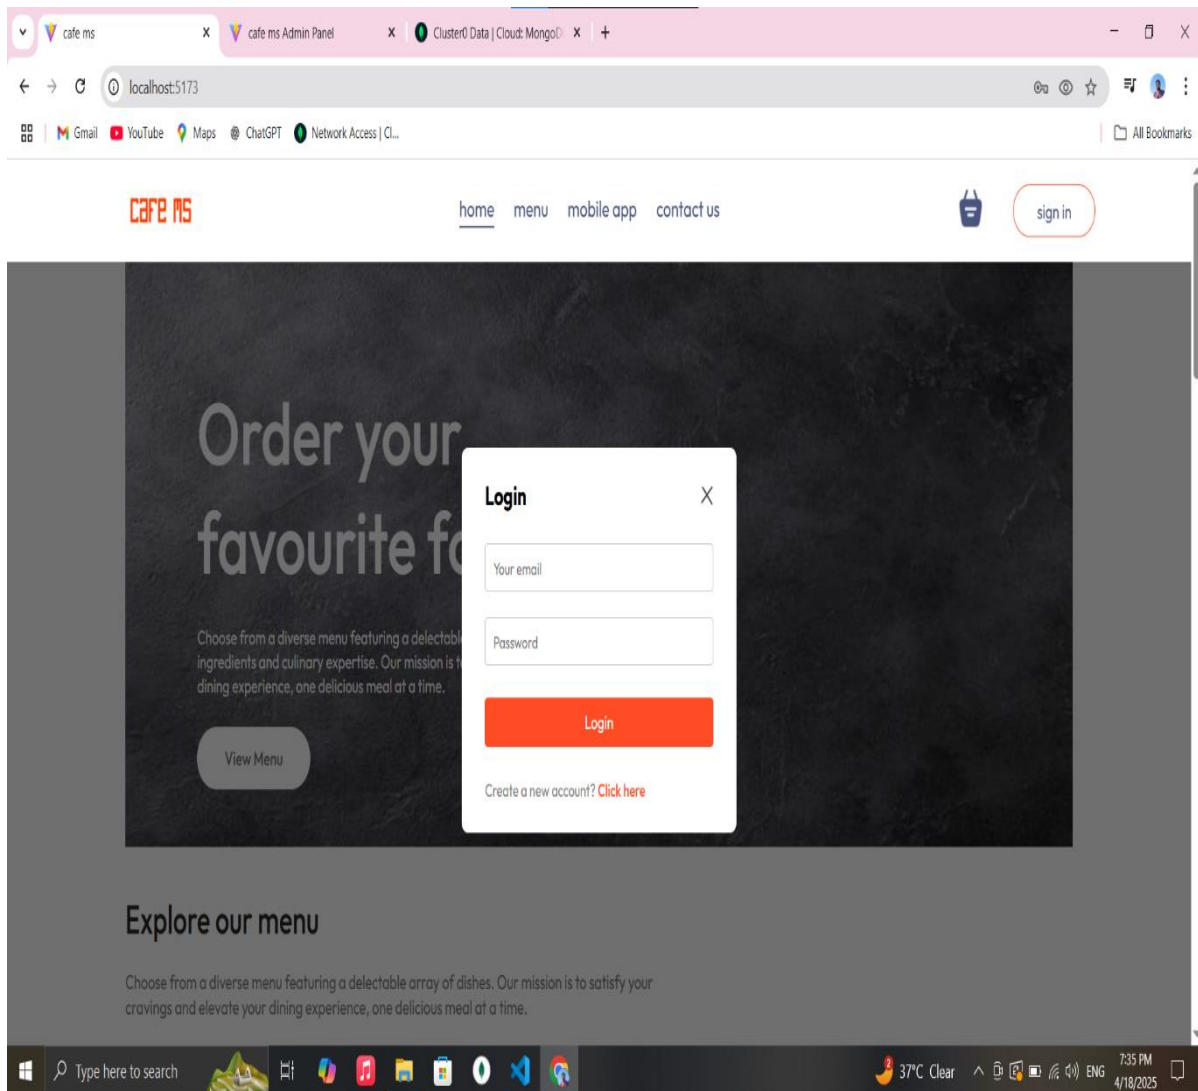 cafe ms
cafe ms Admin Panel
Cluster0 Data | Cloud: MongoD
localhost:5173
Gmail
YouTube
Maps
ChatGPT
Network Access | Cl...
All Bookmarks
cafe ms
home
menu
mobile app
contact us
sign in
Order your
favourite fo
Choose from a diverse menu featuring a delectabl
ingredients and culinary expertise. Our mission is t
dining experience, one delicious meal at a time.
View Menu
Login
X
Your email
Password
Login
Create a new account? Click here
Explore our menu
Choose from a diverse menu featuring a delectable array of dishes. Our mission is to satisfy your
cravings and elevate your dining experience, one delicious meal at a time.
Type here to search
2
37°C Clear
ENG
7:35 PM
4/18/2025